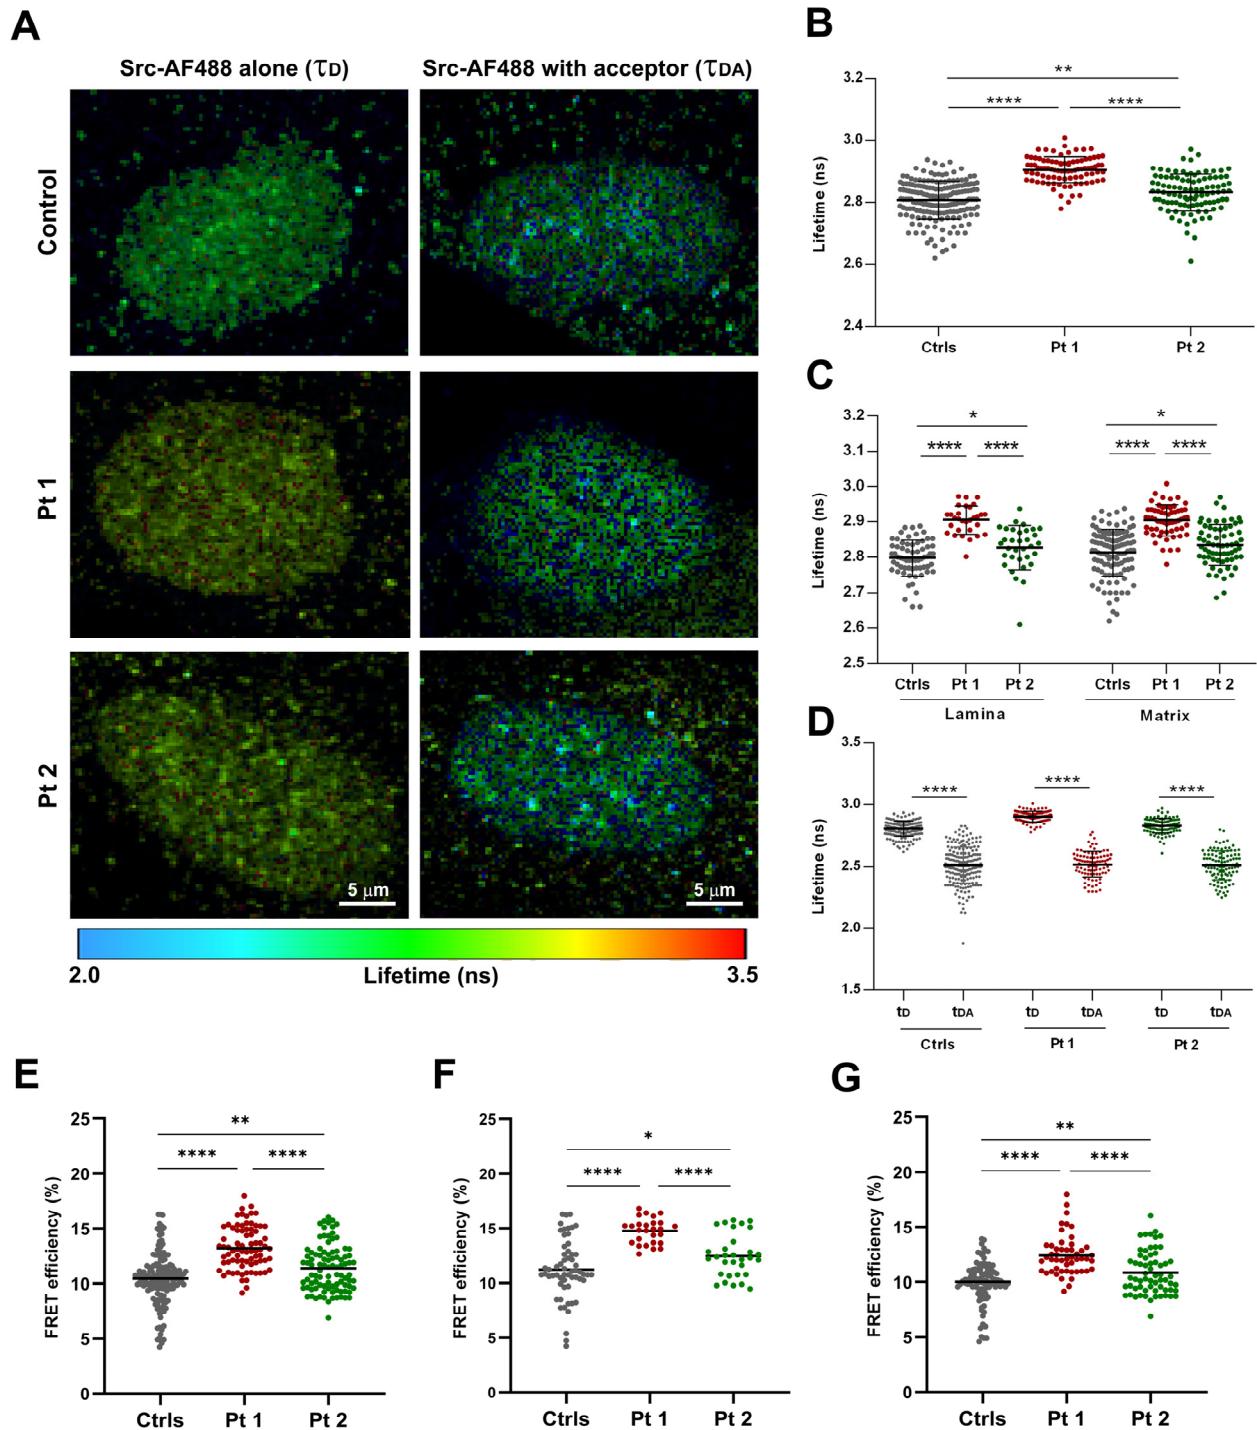 A
Src-AF488 alone (τD)
Src-AF488 with acceptor (τDA)
Control
Pt 1
Pt 2
5 µm
5 µm
2.0
Lifetime (ns)
3.5
B
Lifetime (ns)
3.2
3.0
2.8
2.6
2.4
**
**** ****
Ctrls Pt 1 Pt 2
C
Lifetime (ns)
3.2
3.1
3.0
2.9
2.8
2.7
2.6
2.5
* *
**** **** **** ****
Ctrls Pt 1 Pt 2 Ctrls Pt 1 Pt 2
Lamina Matrix
D
Lifetime (ns)
3.5
3.0
2.5
2.0
1.5
**** **** ****
tD tDA tD tDA tD tDA
Ctrls Pt 1 Pt 2
E
FRET efficiency (%)
25
20
15
10
5
0
**
**** ****
Ctrls Pt 1 Pt 2
F
FRET efficiency (%)
25
20
15
10
5
0
*
**** ****
Ctrls Pt 1 Pt 2
G
FRET efficiency (%)
25
20
15
10
5
0
**
**** ****
Ctrls Pt 1 Pt 2